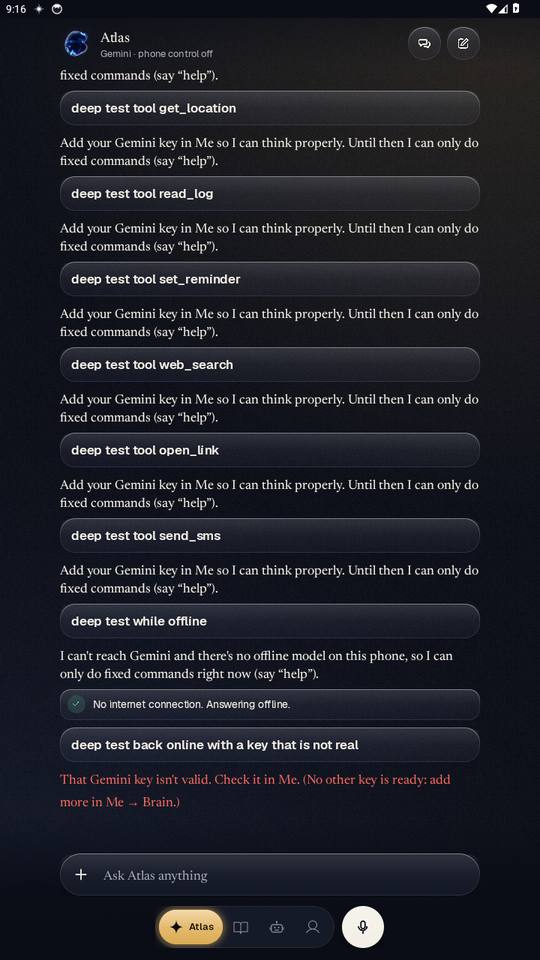 9:16
Atlas
Gemini · phone control off
fixed commands (say “help”).
deep test tool get_location
Add your Gemini key in Me so I can think properly. Until then I can only do
fixed commands (say “help”).
deep test tool read_log
Add your Gemini key in Me so I can think properly. Until then I can only do
fixed commands (say “help”).
deep test tool set_reminder
Add your Gemini key in Me so I can think properly. Until then I can only do
fixed commands (say “help”).
deep test tool web_search
Add your Gemini key in Me so I can think properly. Until then I can only do
fixed commands (say “help”).
deep test tool open_link
Add your Gemini key in Me so I can think properly. Until then I can only do
fixed commands (say “help”).
deep test tool send_sms
Add your Gemini key in Me so I can think properly. Until then I can only do
fixed commands (say “help”).
deep test while offline
I can't reach Gemini and there's no offline model on this phone, so I can
only do fixed commands right now (say “help”).
No internet connection. Answering offline.
deep test back online with a key that is not real
That Gemini key isn't valid. Check it in Me. (No other key is ready: add
more in Me → Brain.)
Ask Atlas anything
Atlas